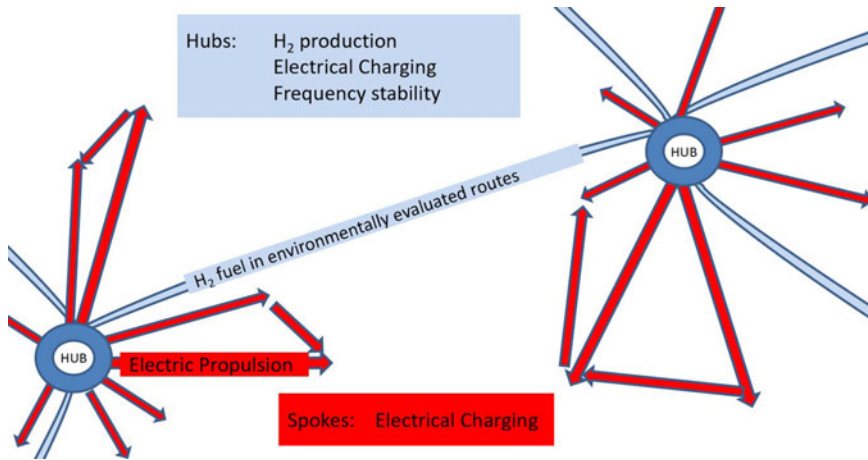 Hubs: H₂ production
Electrical Charging
Frequency stability
HUB
H₂ fuel in environmentally evaluated routes
HUB
Electric Propulsion
Spokes: Electrical Charging